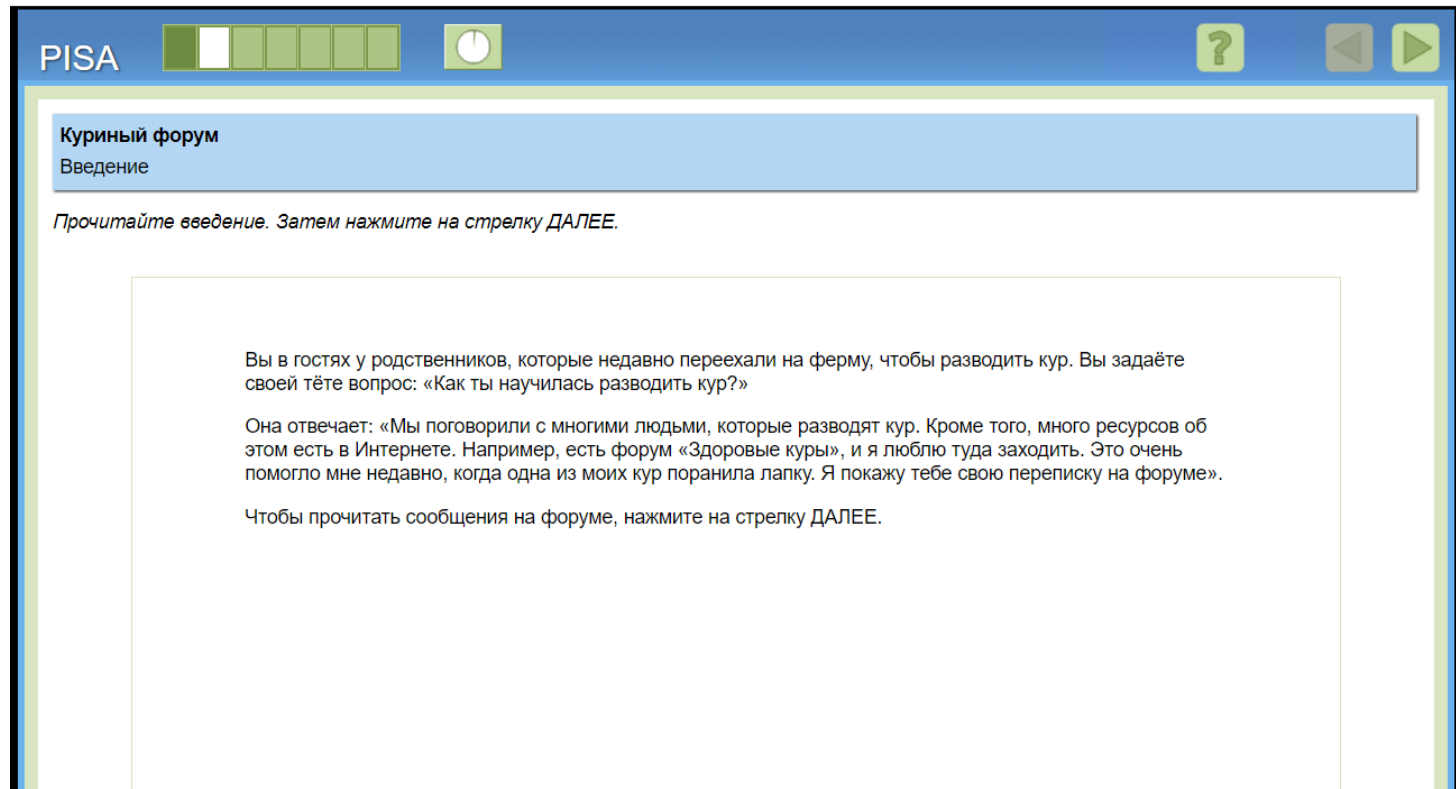 PISA
?
Куриный форум
Введение
Прочитайте введение. Затем нажмите на стрелку ДАЛЕЕ.
Вы в гостях у родственников, которые недавно переехали на ферму, чтобы разводить кур. Вы задаёте
своей тёте вопрос: «Как ты научилась разводить кур?»
Она отвечает: «Мы поговорили с многими людьми, которые разводят кур. Кроме того, много ресурсов об
этом есть в Интернете. Например, есть форум «Здоровые куры», и я люблю туда заходить. Это очень
помогло мне недавно, когда одна из моих кур поранила лапку. Я покажу тебе свою переписку на форуме».
Чтобы прочитать сообщения на форуме, нажмите на стрелку ДАЛЕЕ.